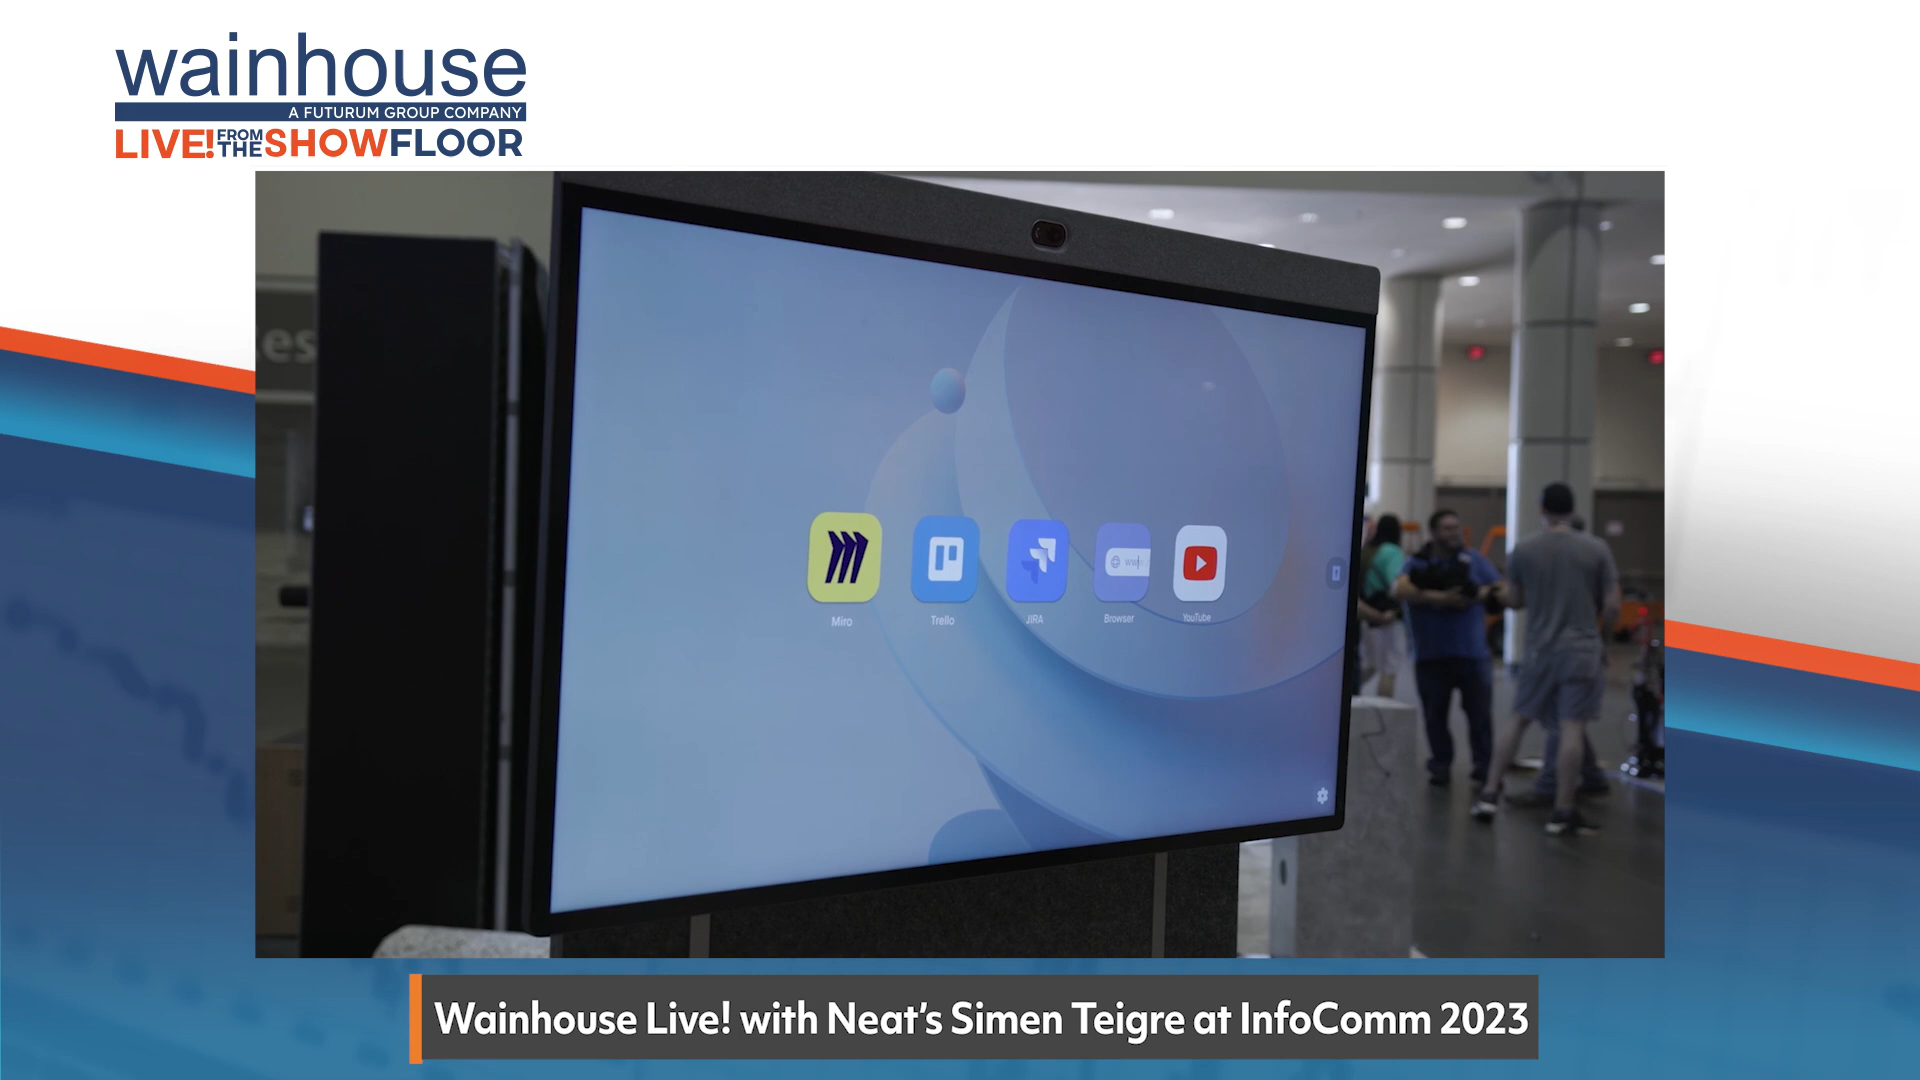 wainhouse
A FUTURUM GROUP COMPANY
LIVE! FROM THE SHOWFLOOR
es
Miro
Trello
JIRA
Browser
YouTube
Wainhouse Live! with Neat's Simen Teigre at InfoComm 2023